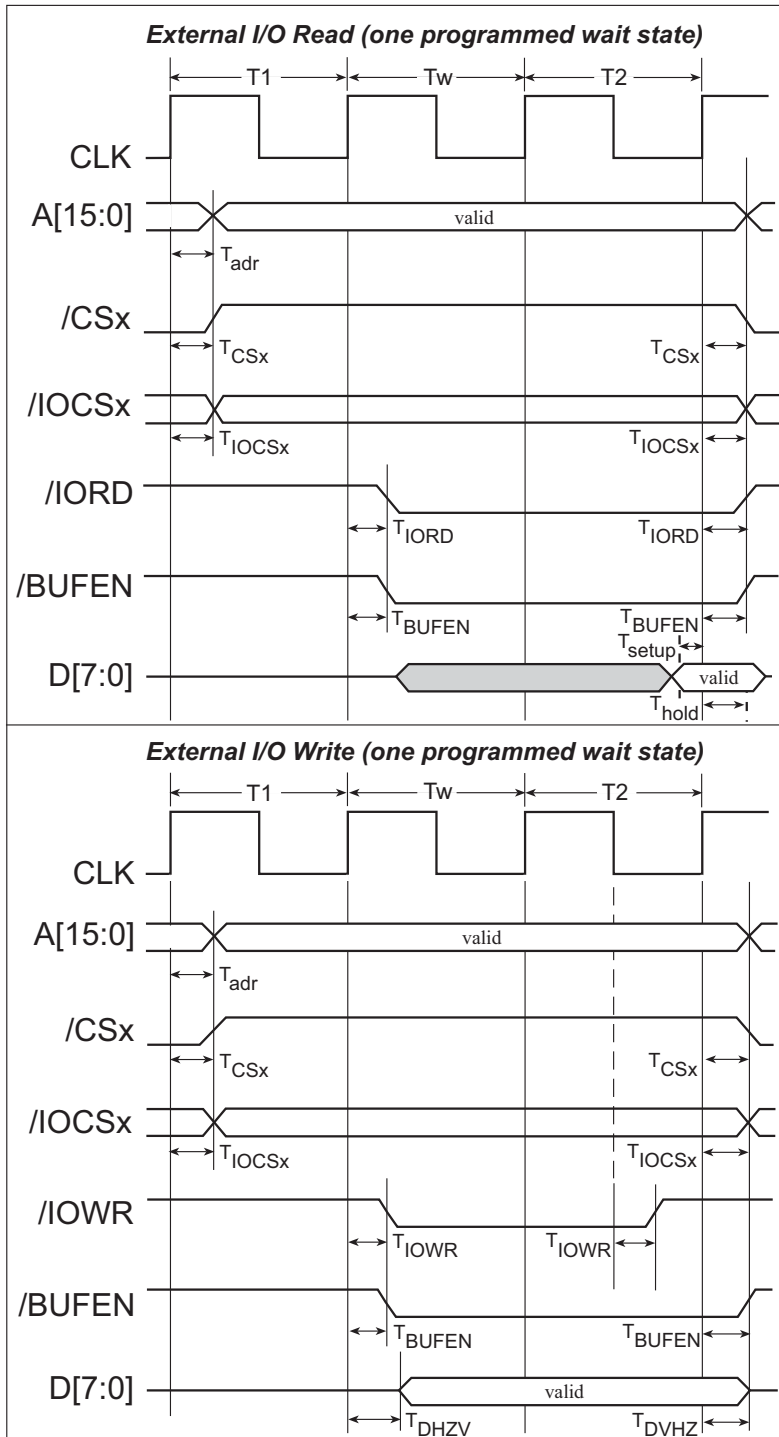 External I/O Read (one programmed wait state)
T1 Tw T2
CLK
A[15:0] valid
Tadr
/CSx
TCSx TCSx
/IOCSx
TIOCSx TIOCSx
/IORD
TIORD TIORD
/BUFEN
TBUFEN TBUFEN
Tsetup
D[7:0] valid
Thold
External I/O Write (one programmed wait state)
T1 Tw T2
CLK
A[15:0] valid
Tadr
/CSx
TCSx TCSx
/IOCSx
TIOCSx TIOCSx
/IOWR
TIOWR TIOWR
/BUFEN
TBUFEN TBUFEN
D[7:0] valid
TDHZV TDVHZ